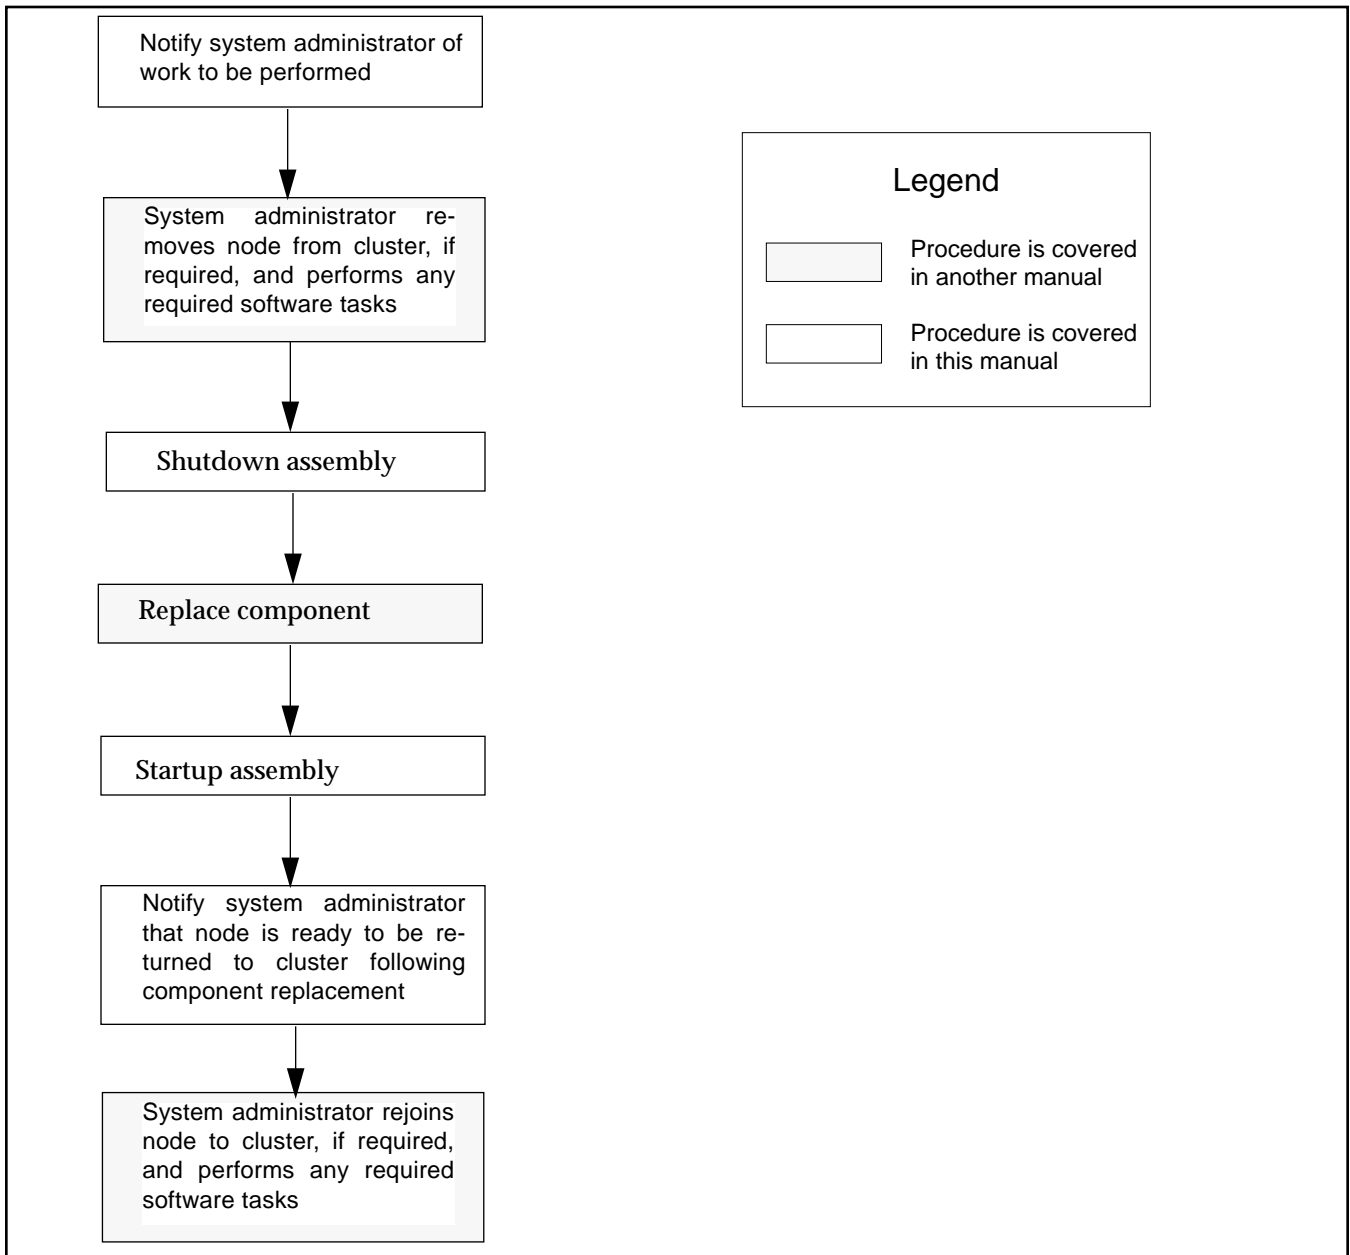 Notify system administrator of
work to be performed
System administrator re-
moves node from cluster, if
required, and performs any
required software tasks
Shutdown assembly
Replace component
Startup assembly
Notify system administrator
that node is ready to be re-
turned to cluster following
component replacement
System administrator rejoins
node to cluster, if required,
and performs any required
software tasks
Legend
Procedure is covered
in another manual
Procedure is covered
in this manual